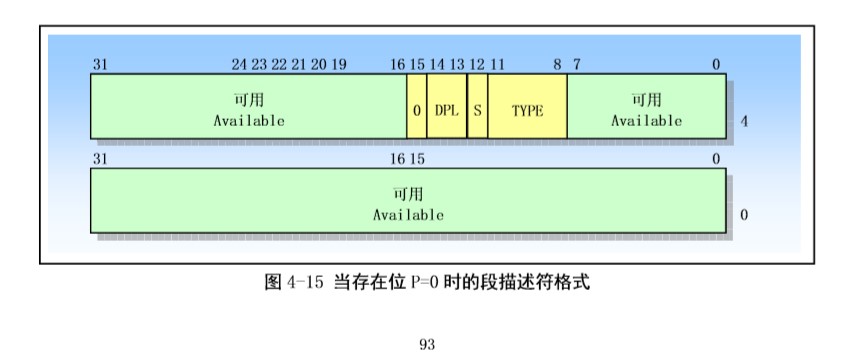 31 24 23 22 21 20 19 16 15 14 13 12 11 8 7 0
可用 可用
Available 0 DPL S TYPE Available 4
31 16 15 0
可用
Available 0
图 4-15 当存在位 P=0 时的段描述符格式
93